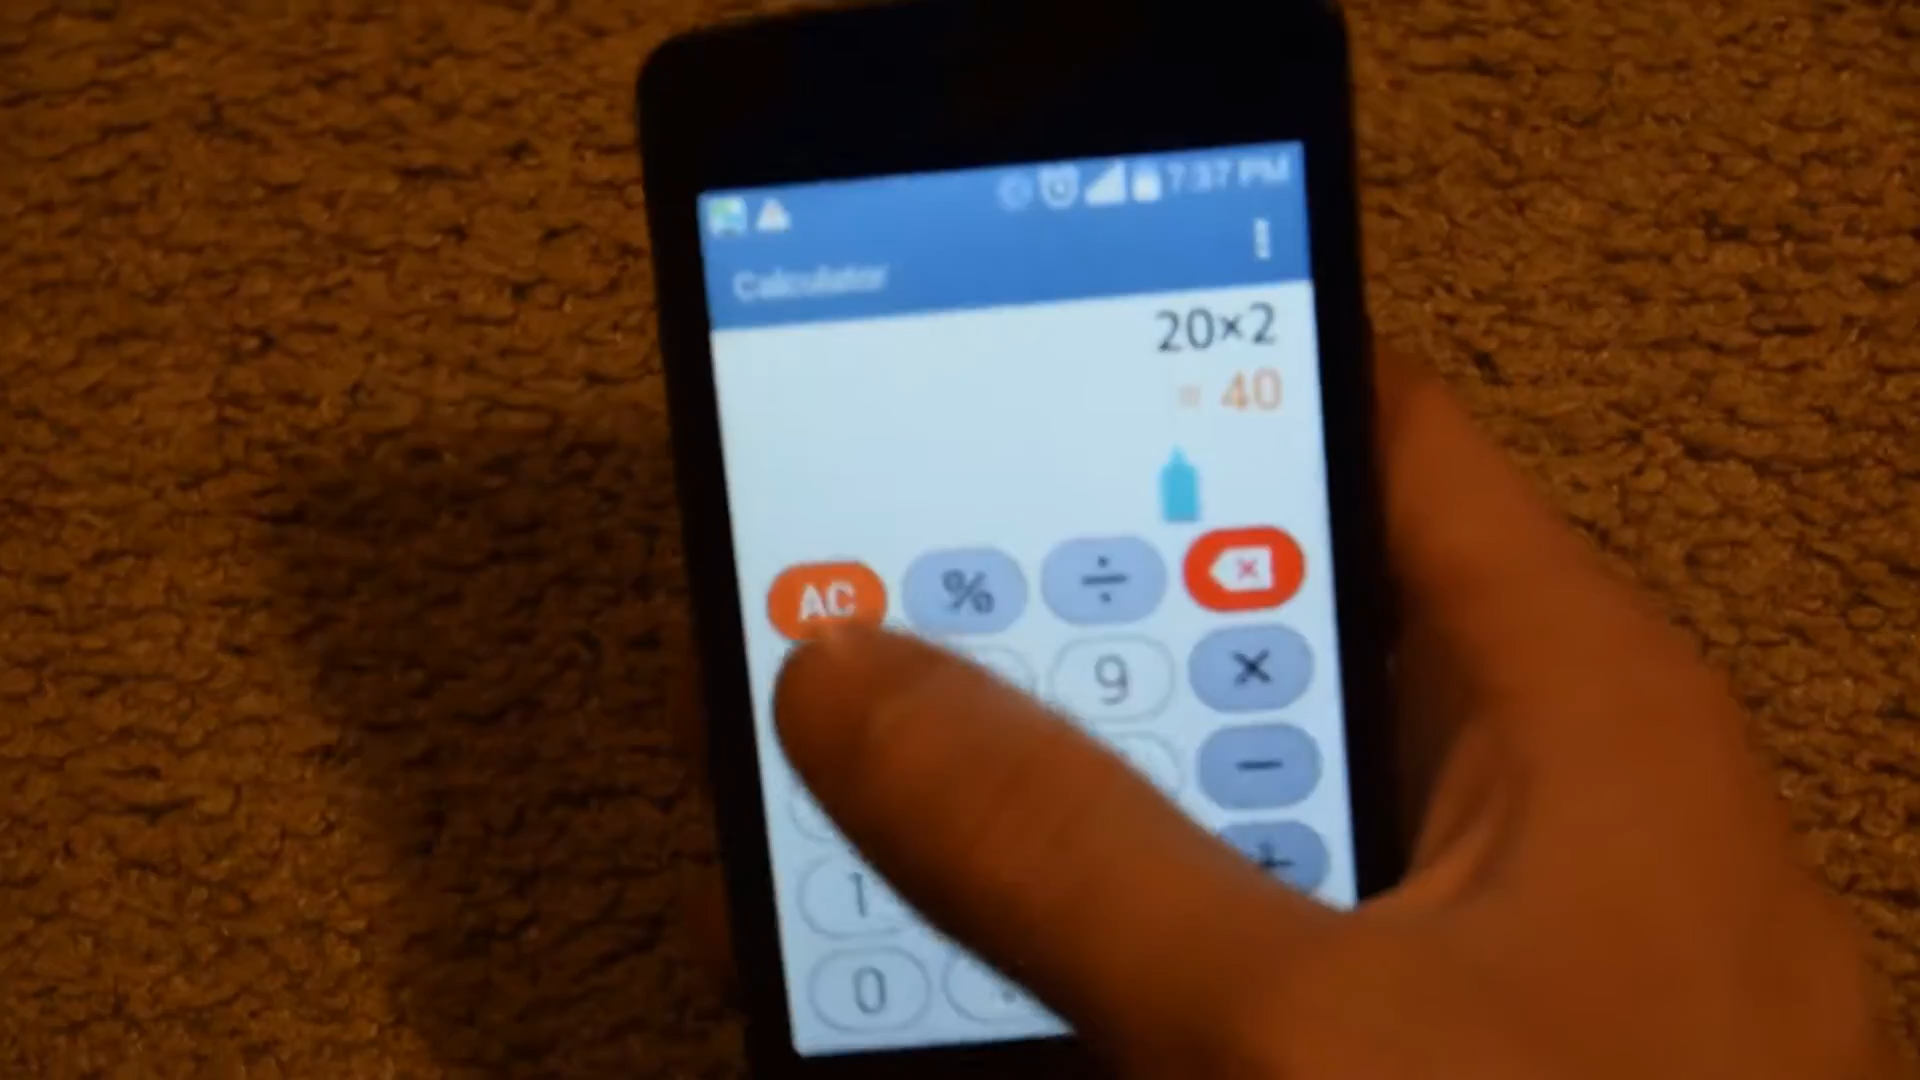 7:37 PM
Calculator
20×2
= 40
AC % ÷
9 ×
−
1 +
0